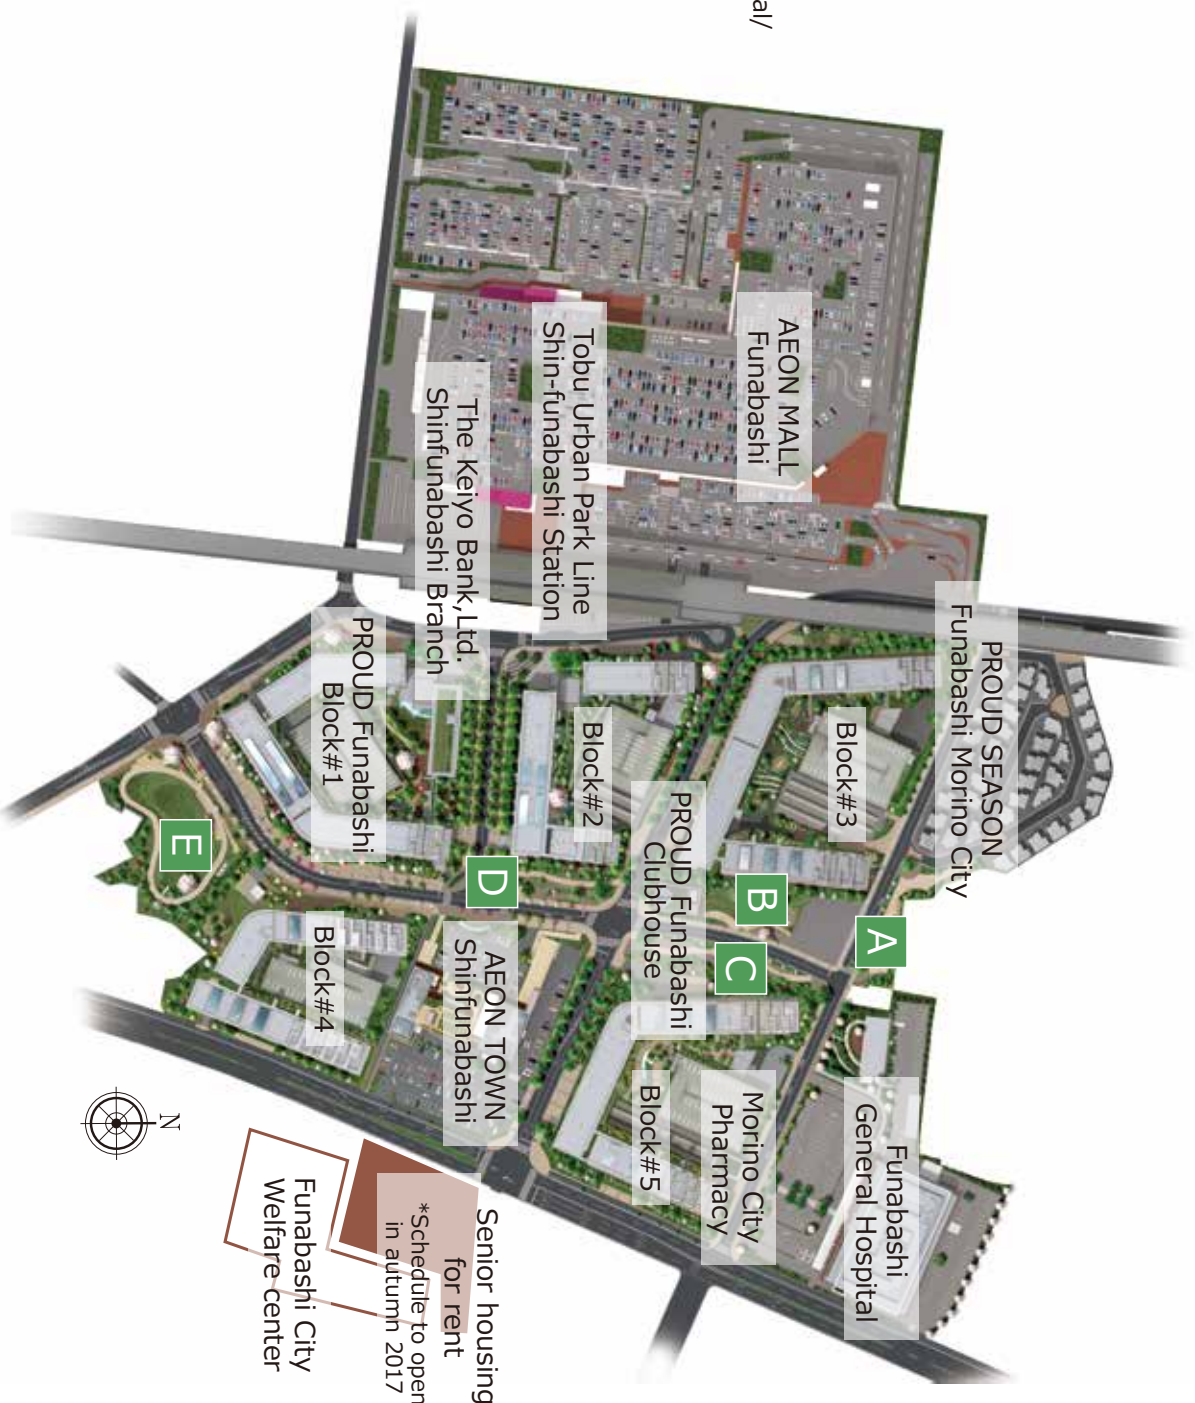 al/
AEON MALL
Funabashi
Tobu Urban Park Line
Shin-funabashi Station
The Keiyo Bank,Ltd.
Shinfunabashi Branch
PROUD SEASON
Funabashi Morino City
Block#3
Block#2
PROUD Funabashi
Block#1
PROUD Funabashi
Clubhouse
A
B
C
D
E
AEON TOWN
Shinfunabashi
Block#4
Block#5
Morino City
Pharmacy
Funabashi
General Hospital
Senior housing
for rent
*Schedule to open
in autumn 2017
Funabashi City
Welfare center
N